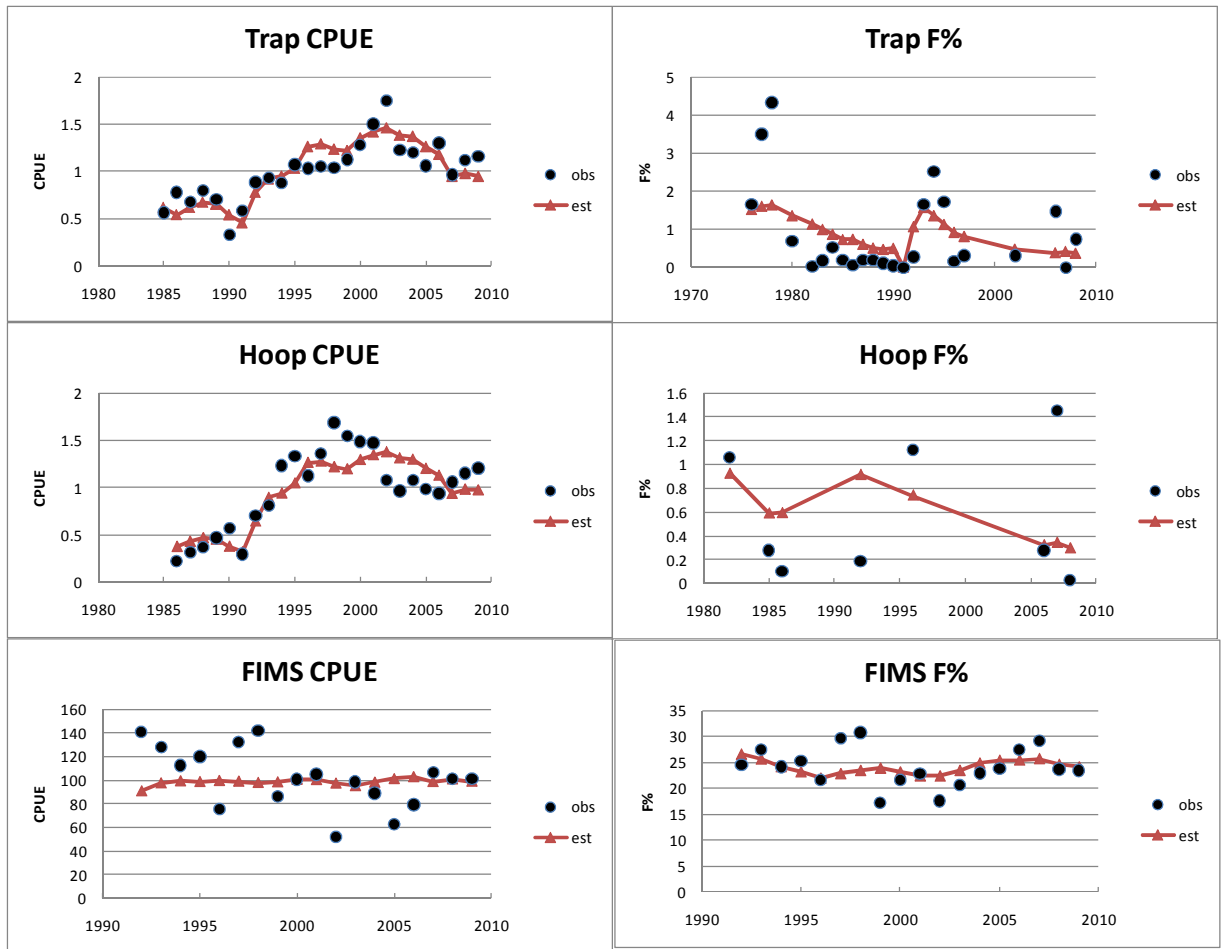 Trap CPUE
2
1.5
1
0.5
0
CPUE
1980 1985 1990 1995 2000 2005 2010
obs
est
Trap F%
5
4
3
2
1
0
F%
1970 1980 1990 2000 2010
obs
est
Hoop CPUE
2
1.5
1
0.5
0
CPUE
1980 1985 1990 1995 2000 2005 2010
obs
est
Hoop F%
1.6
1.4
1.2
1
0.8
0.6
0.4
0.2
0
F%
1980 1985 1990 1995 2000 2005 2010
obs
est
FIMS CPUE
160
140
120
100
80
60
40
20
0
CPUE
1990 1995 2000 2005 2010
obs
est
FIMS F%
35
30
25
20
15
10
5
0
F%
1990 1995 2000 2005 2010
obs
est